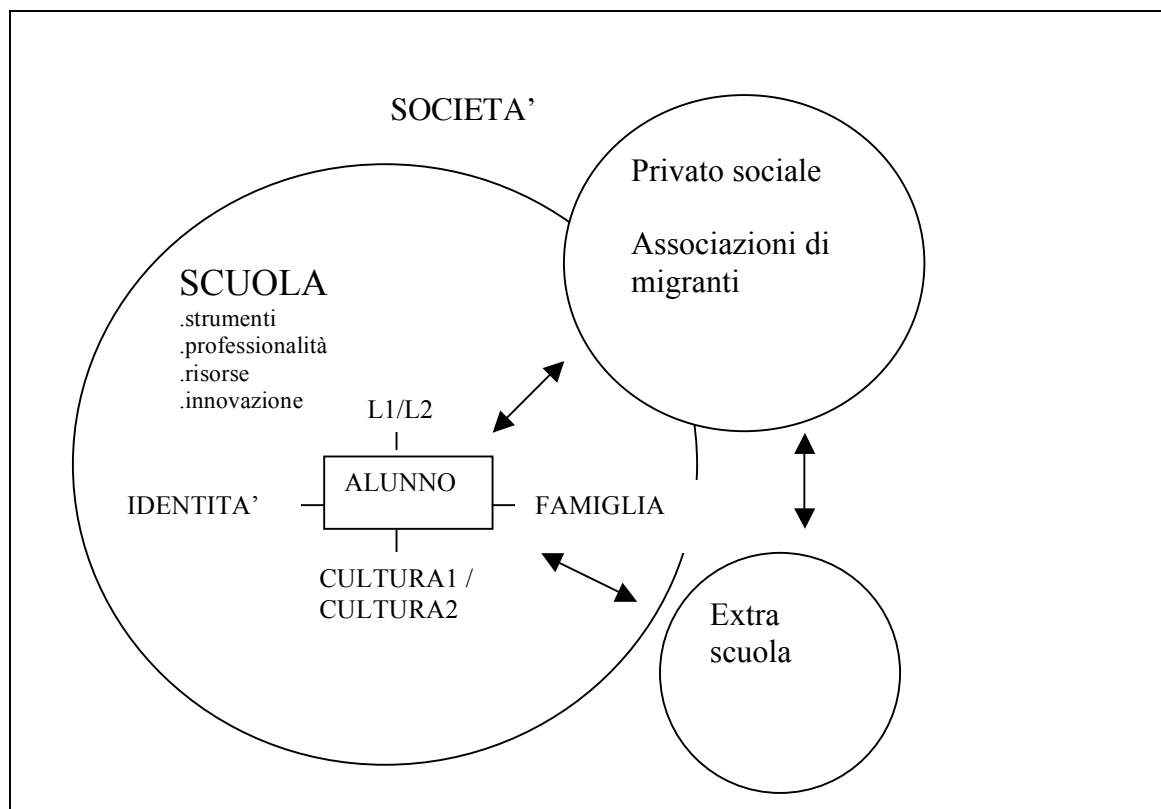 SOCIETA’
Privato sociale
Associazioni di
migranti
SCUOLA
.strumenti
.professionalità
.risorse
.innovazione
L1/L2
ALUNNO
IDENTITA’
FAMIGLIA
CULTURA1 /
CULTURA2
Extra
scuola